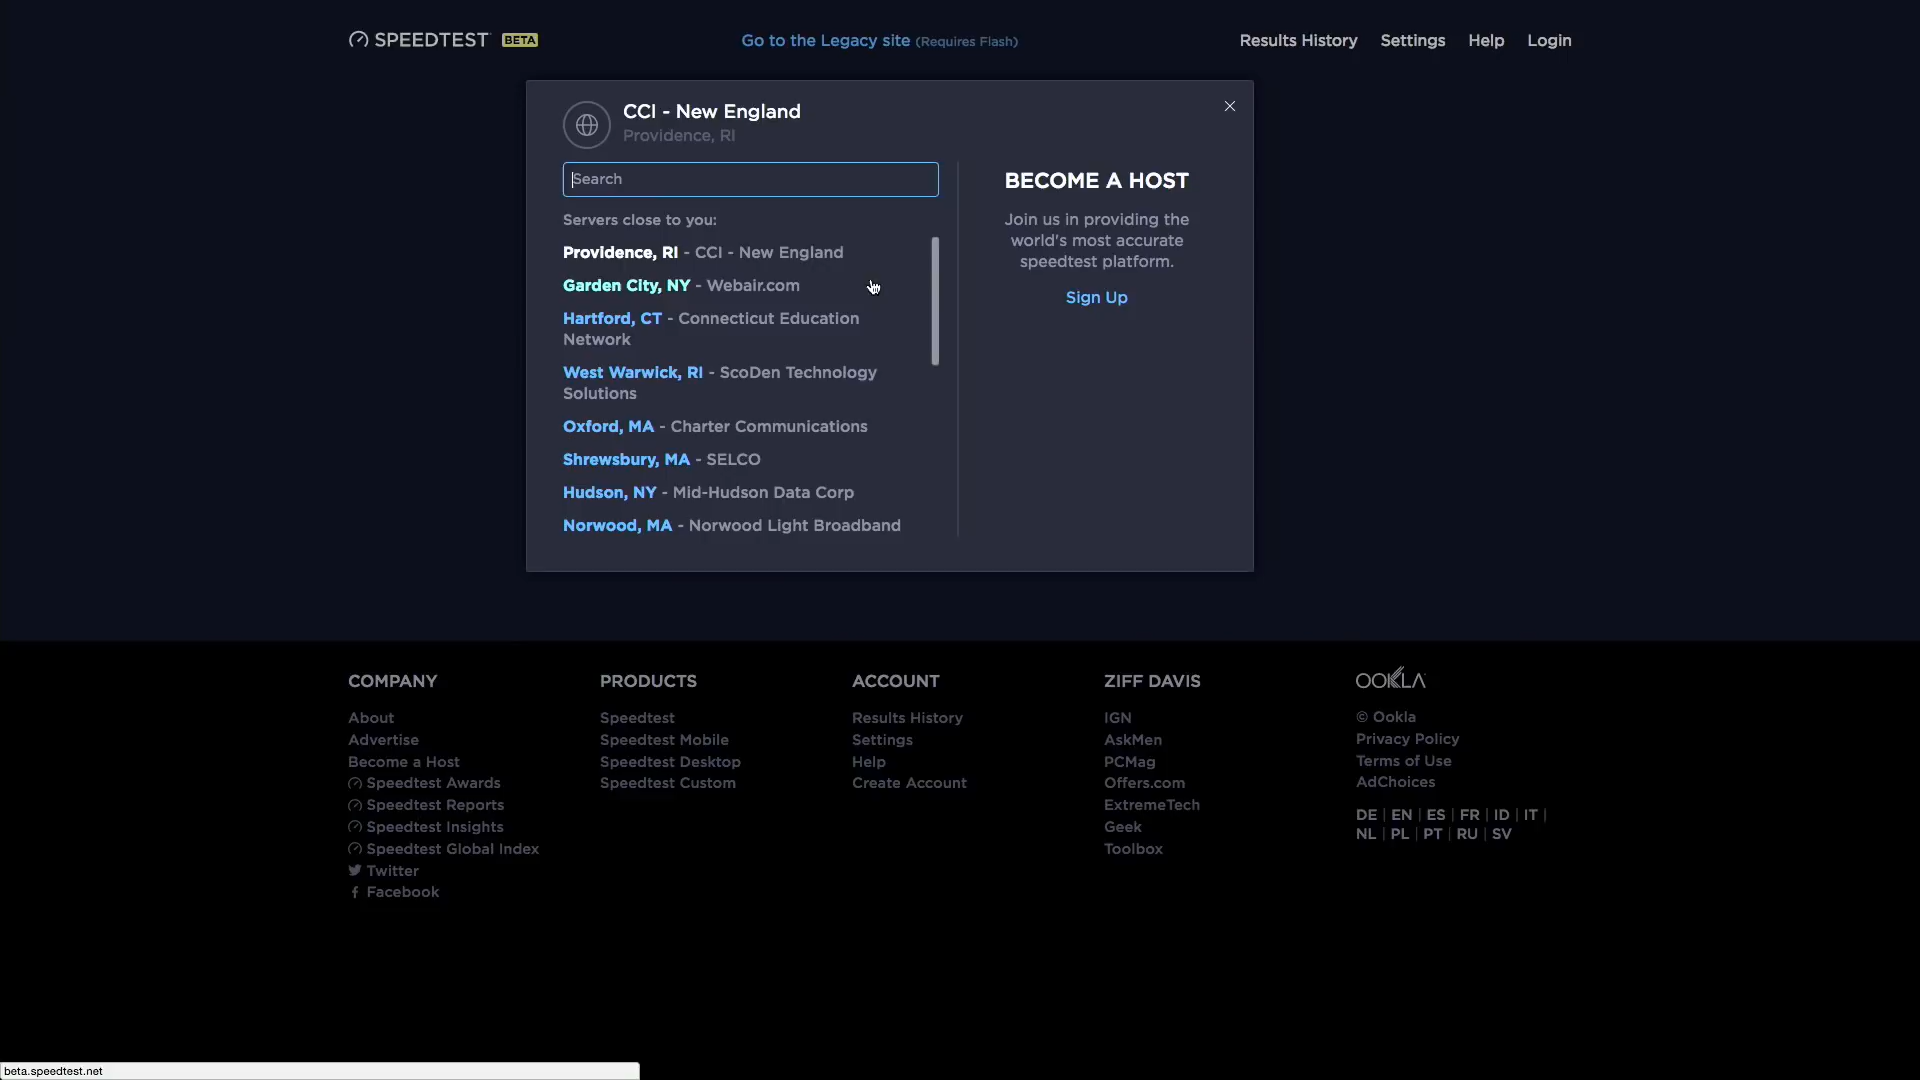 SPEEDTEST BETA
Go to the Legacy site (Requires Flash)
Results History Settings Help Login
CCI - New England
Providence, RI
Search
Servers close to you:
Providence, RI - CCI - New England
Garden City, NY - Webair.com
Hartford, CT - Connecticut Education
Network
West Warwick, RI - ScoDen Technology
Solutions
Oxford, MA - Charter Communications
Shrewsbury, MA - SELCO
Hudson, NY - Mid-Hudson Data Corp
Norwood, MA - Norwood Light Broadband
BECOME A HOST
Join us in providing the
world's most accurate
speedtest platform.
Sign Up
COMPANY
About
Advertise
Become a Host
Speedtest Awards
Speedtest Reports
Speedtest Insights
Speedtest Global Index
Twitter
Facebook
PRODUCTS
Speedtest
Speedtest Mobile
Speedtest Desktop
Speedtest Custom
ACCOUNT
Results History
Settings
Help
Create Account
ZIFF DAVIS
IGN
AskMen
PCMag
Offers.com
ExtremeTech
Geek
Toolbox
OOKLA
© Ookla
Privacy Policy
Terms of Use
AdChoices
DE | EN | ES | FR | ID | IT |
NL | PL | PT | RU | SV
beta.speedtest.net